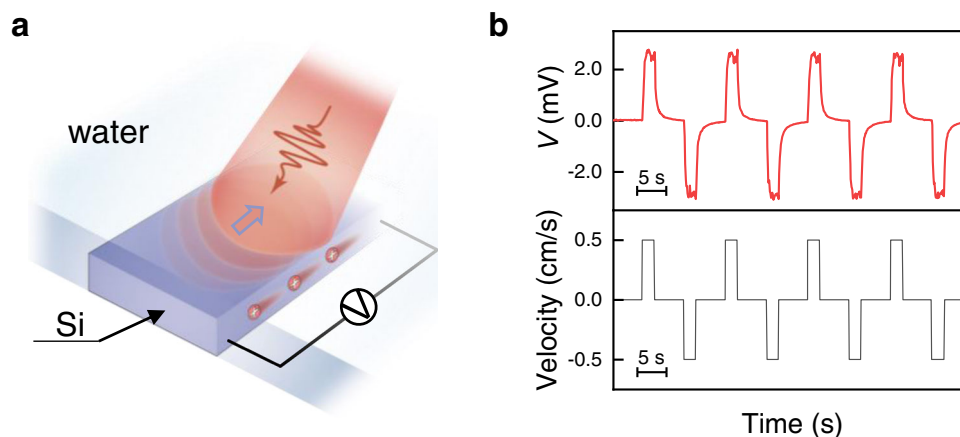 a
water
Si
V
b
V (mV)
2.0
0.0
-2.0
5 s
Velocity (cm/s)
0.5
0.0
-0.5
5 s
Time (s)